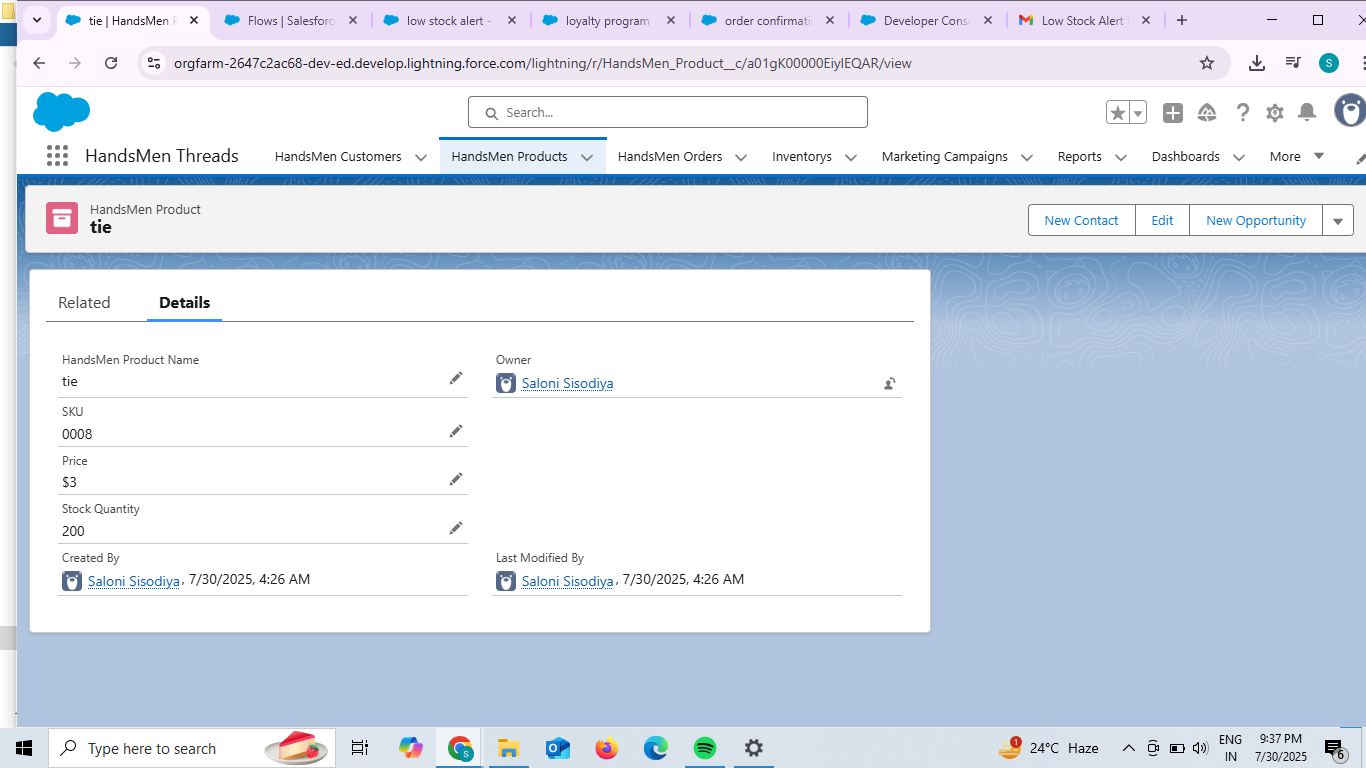 tie | HandsMen P
Flows | Salesforc
low stock alert -
loyalty program
order confirmati
Developer Cons
Low Stock Alert
orgfarm-2647c2ac68-dev-ed.develop.lightning.force.com/lightning/r/HandsMen_Product__c/a01gK00000EiylEQAR/view
S
Search...
HandsMen Threads
HandsMen Customers
HandsMen Products
HandsMen Orders
Inventorys
Marketing Campaigns
Reports
Dashboards
More
HandsMen Product
tie
New Contact
Edit
New Opportunity
Related
Details
HandsMen Product Name
tie
Owner
Saloni Sisodiya
SKU
0008
Price
$3
Stock Quantity
200
Created By
Saloni Sisodiya, 7/30/2025, 4:26 AM
Last Modified By
Saloni Sisodiya, 7/30/2025, 4:26 AM
Type here to search
S
1
24°C Haze
ENG
IN
9:37 PM
7/30/2025
6